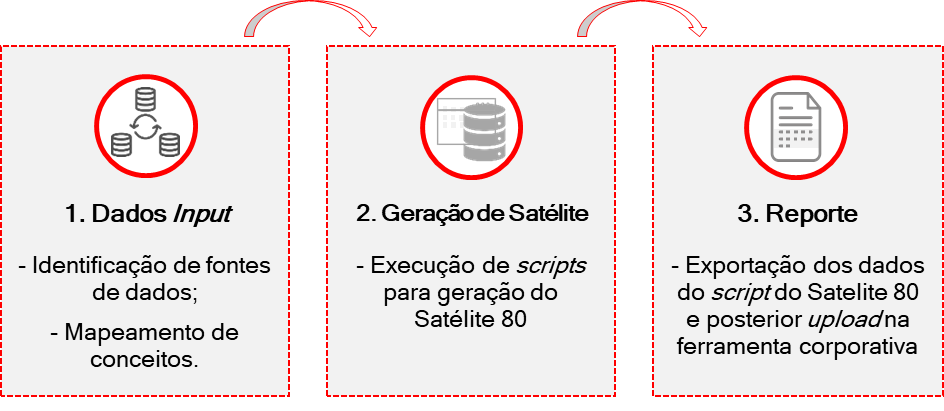 1. Dados Input
- Identificação de fontes
de dados;
- Mapeamento de
conceitos.
2. Geração de Satélite
- Execução de scripts
para geração do
Satélite 80
3. Reporte
- Exportação dos dados
do script do Satelite 80
e posterior upload na
ferramenta corporativa